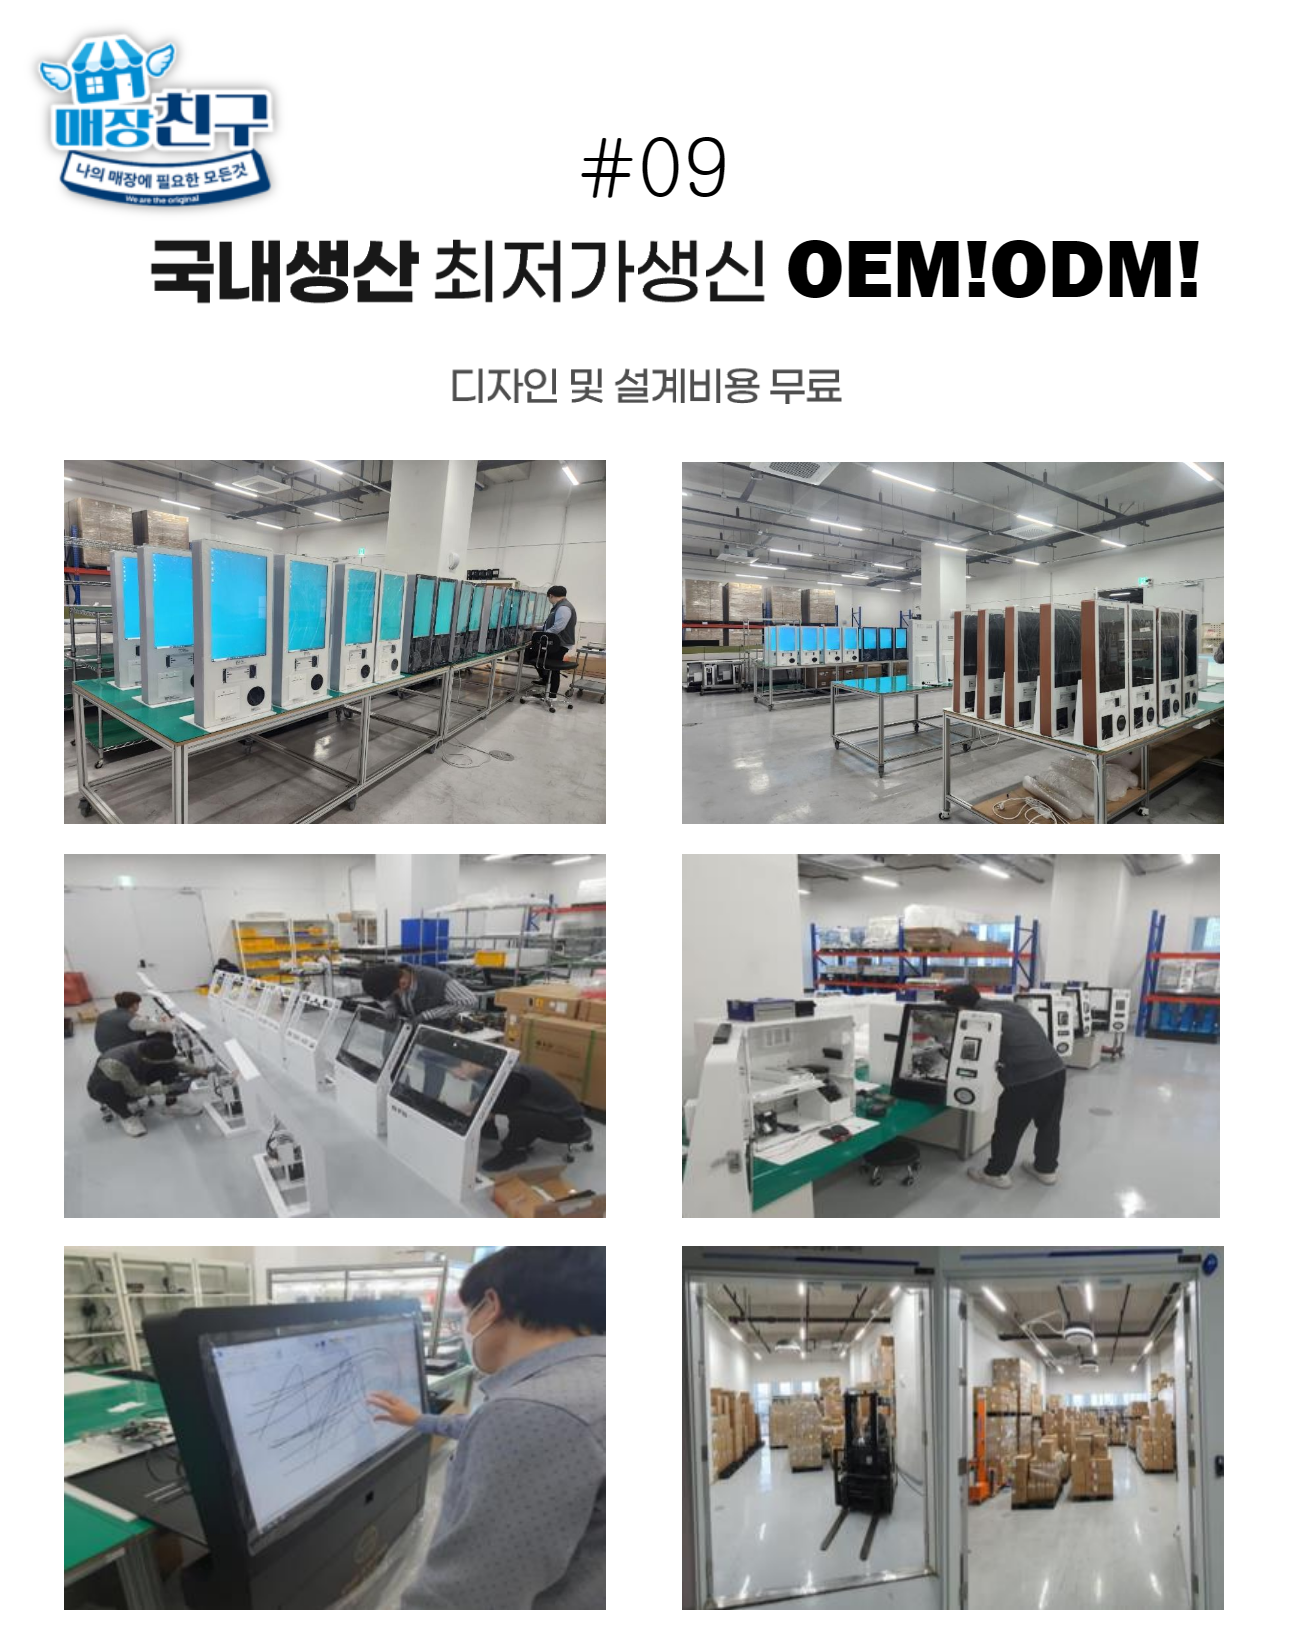 매장친구
나의 매장에 필요한 모든것
We are the original
#09
국내생산 최저가생신 OEM!ODM!
디자인 및 설계비용 무료